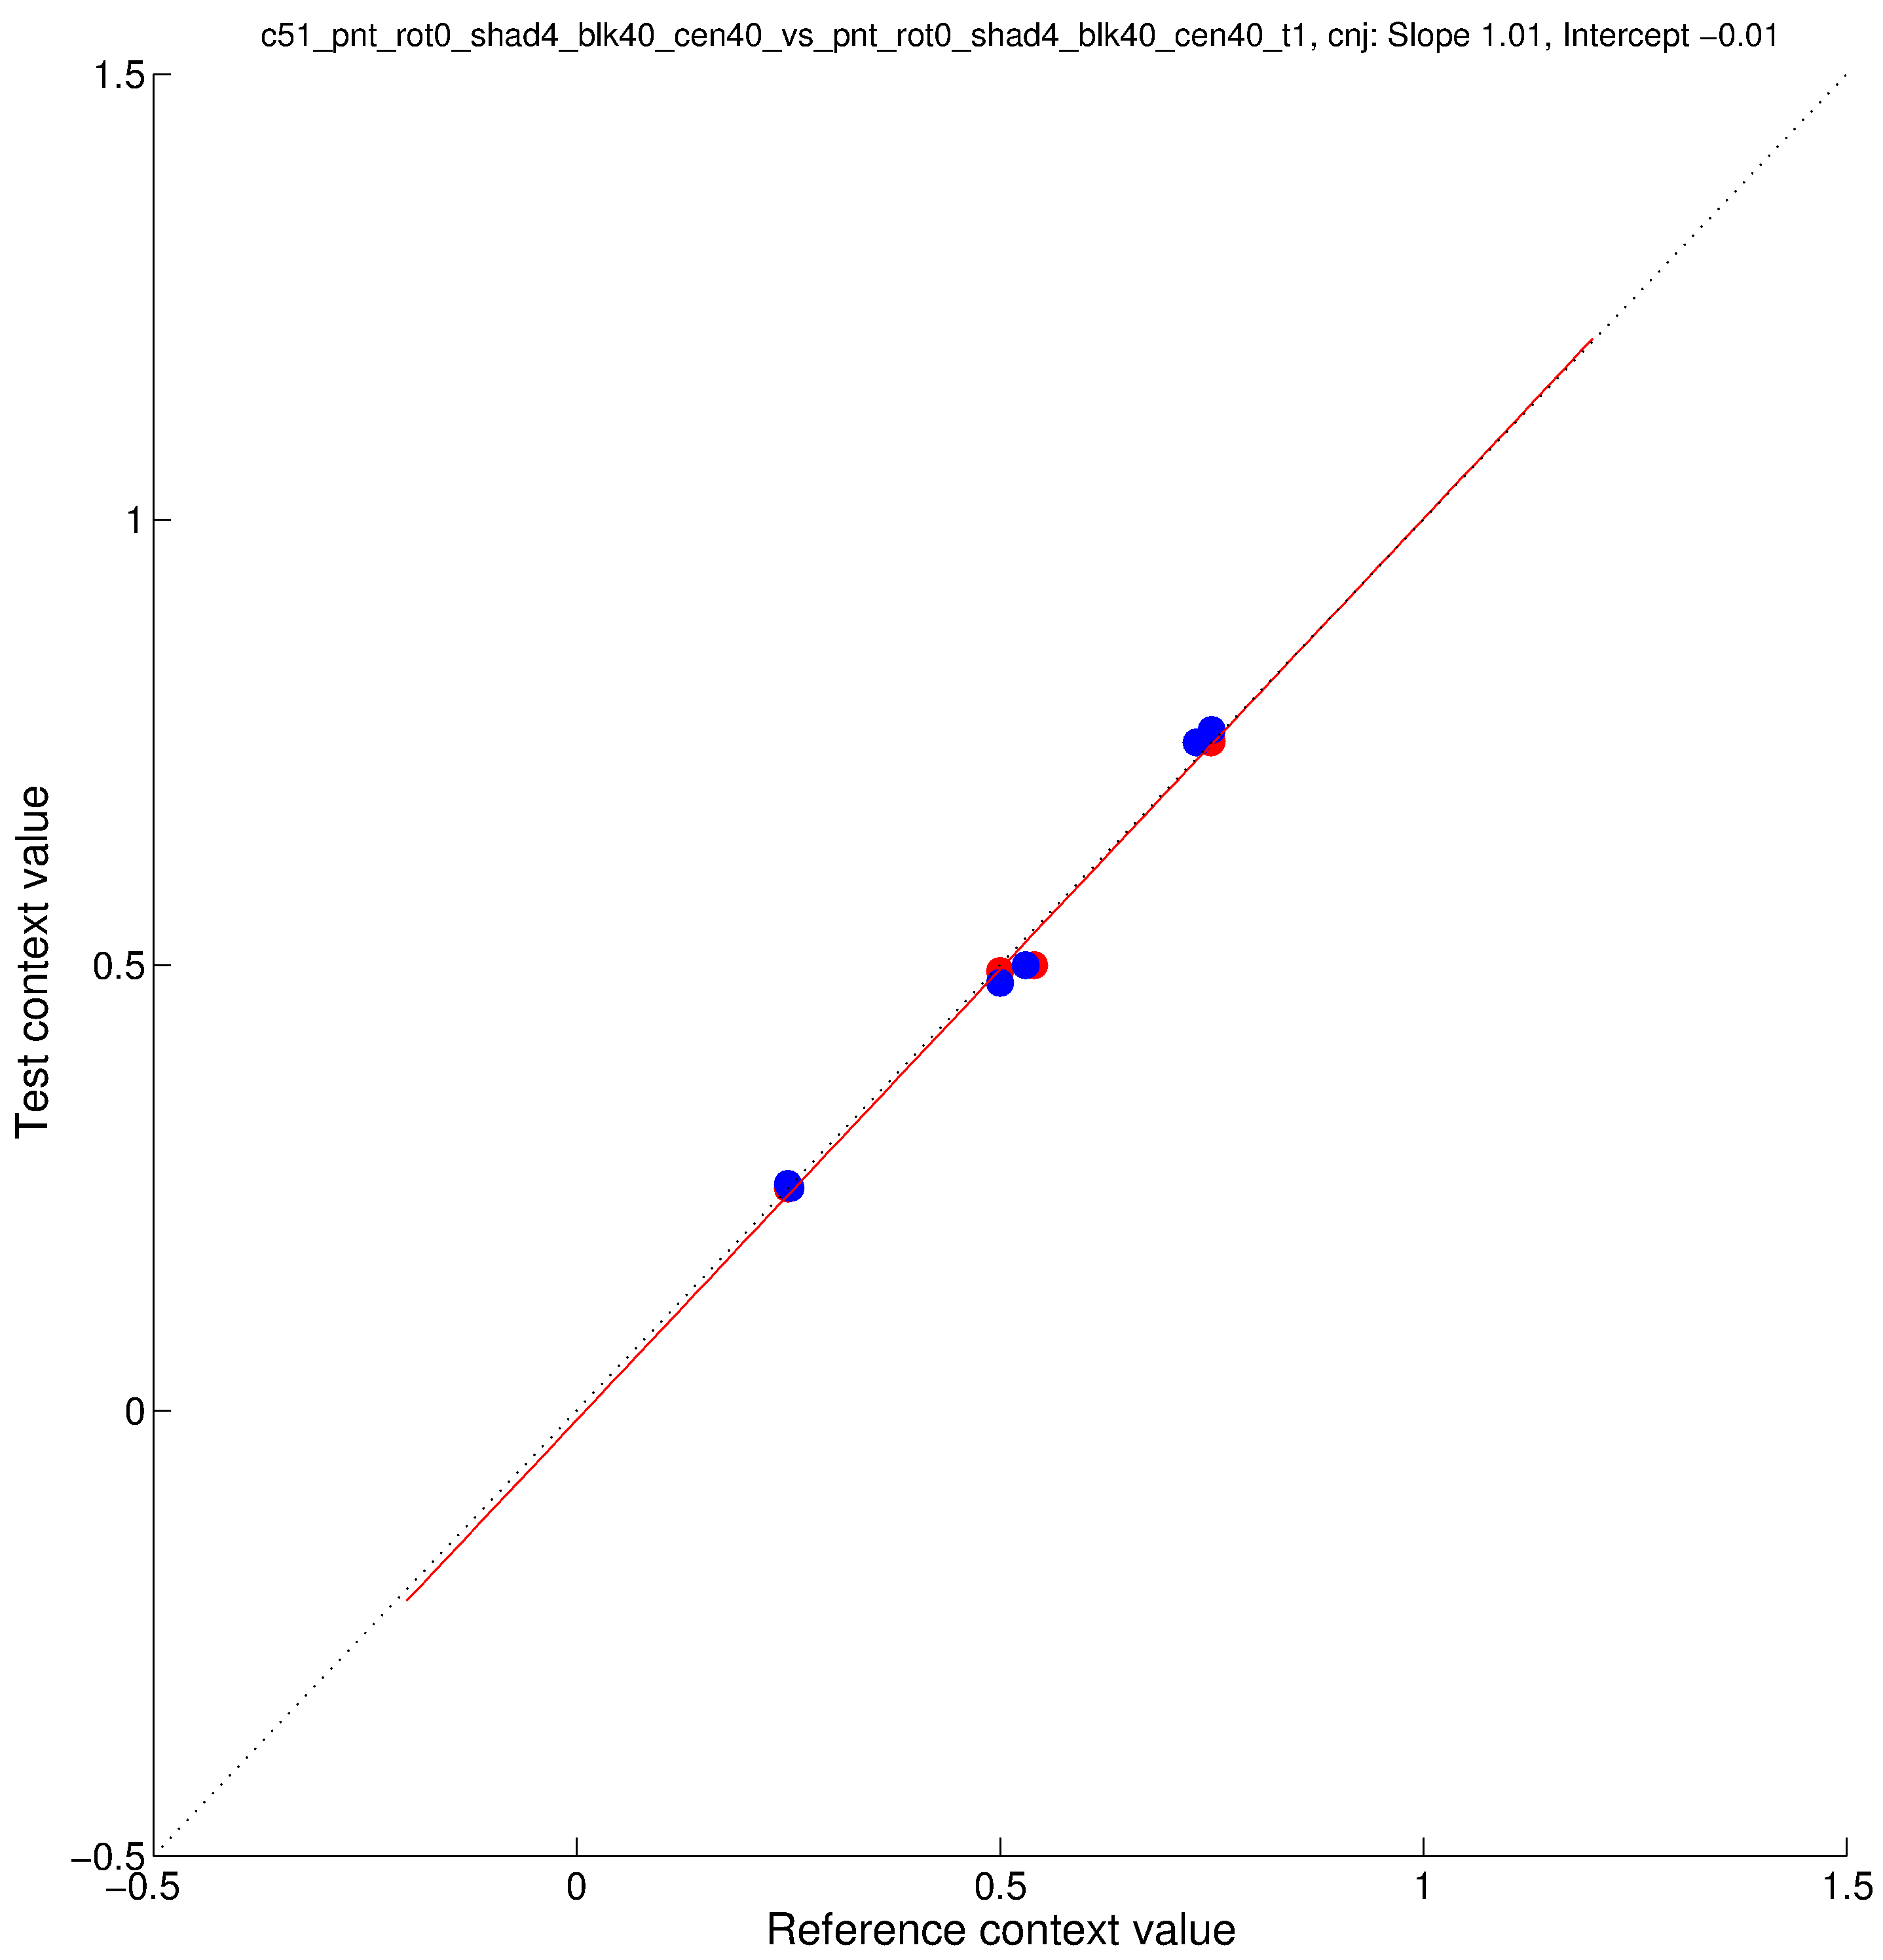 c51_pnt_rot0_shad4_blk40_cen40_vs_pnt_rot0_shad4_blk40_cen40_t1, cnj: Slope 1.01, Intercept −0.01
1.5
1
0.5
0
−0.5
Test context value
−0.5 0 0.5 1 1.5
Reference context value